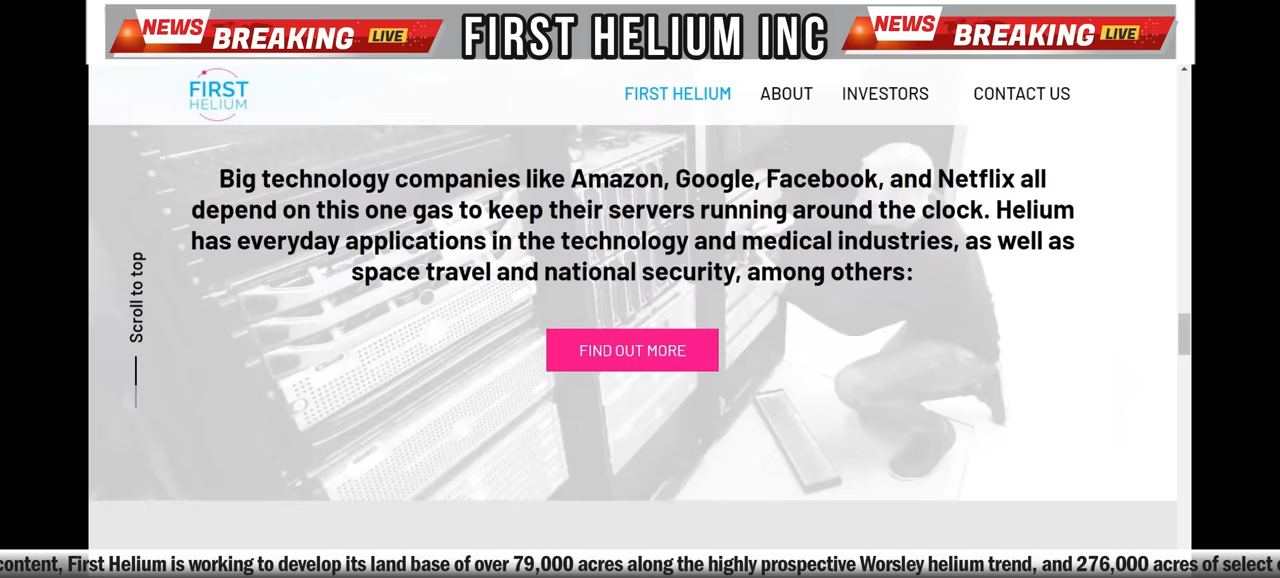 NEWS
BREAKING LIVE
FIRST HELIUM INC
NEWS
BREAKING LIVE
FIRST
HELIUM
FIRST HELIUM
ABOUT
INVESTORS
CONTACT US
Big technology companies like Amazon, Google, Facebook, and Netflix all
depend on this one gas to keep their servers running around the clock. Helium
has everyday applications in the technology and medical industries, as well as
space travel and national security, among others:
Scroll to top
FIND OUT MORE
content, First Helium is working to develop its land base of over 79,000 acres along the highly prospective Worsley helium trend, and 276,000 acres of select